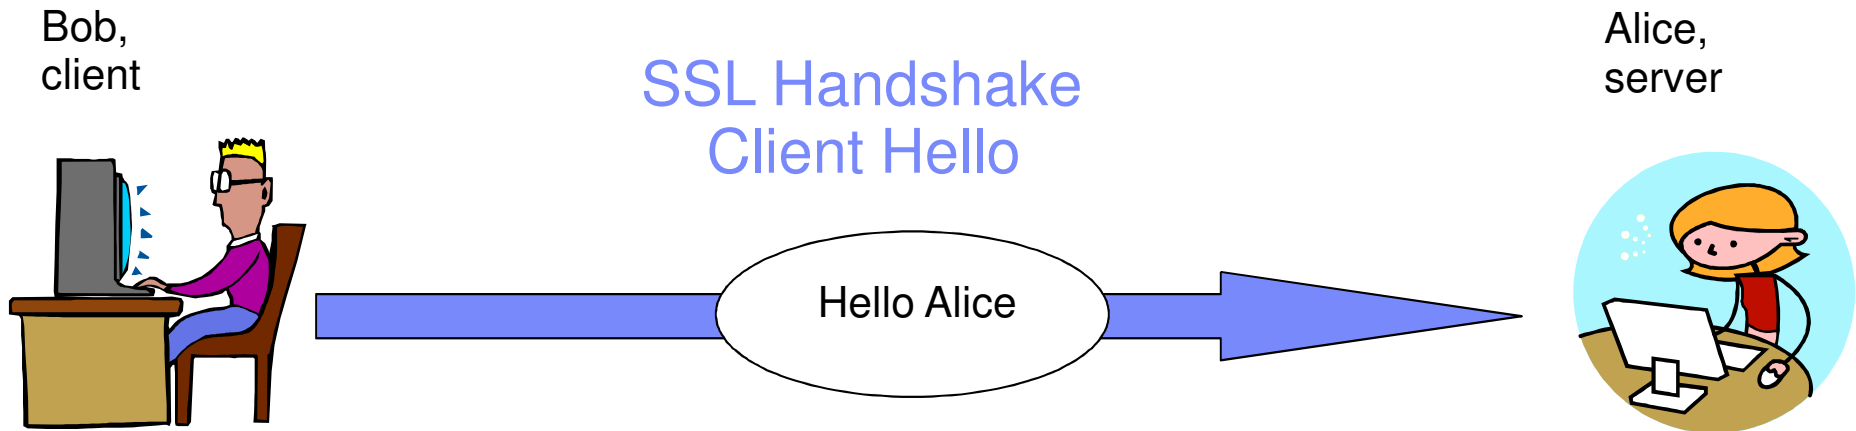 Bob,
client
SSL Handshake
Client Hello
Alice,
server
Hello Alice